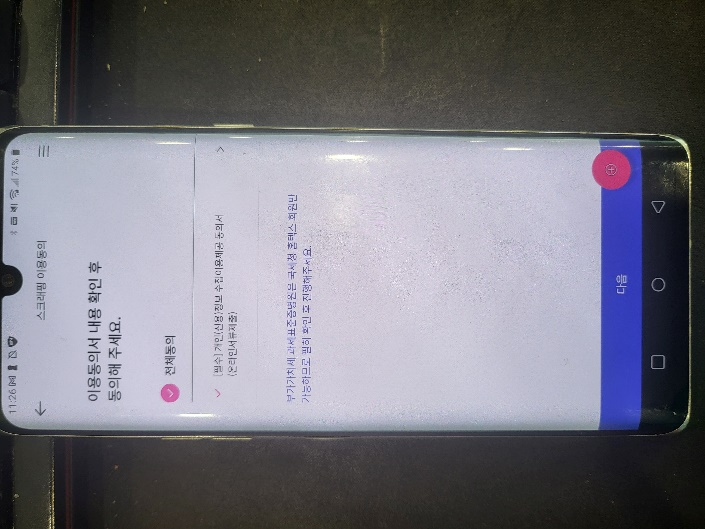 11:26
74%
스크래핑 이용동의
이용동의서 내용 확인 후
동의해 주세요.
전체동의
[필수] 개인(신용)정보 수집이용제공 동의서
(온라인서류제출)
부가가치세 과세표준증명원은 국세청 홈택스 회원만
가능하므로 필히 확인 후 진행해주세요.
다음